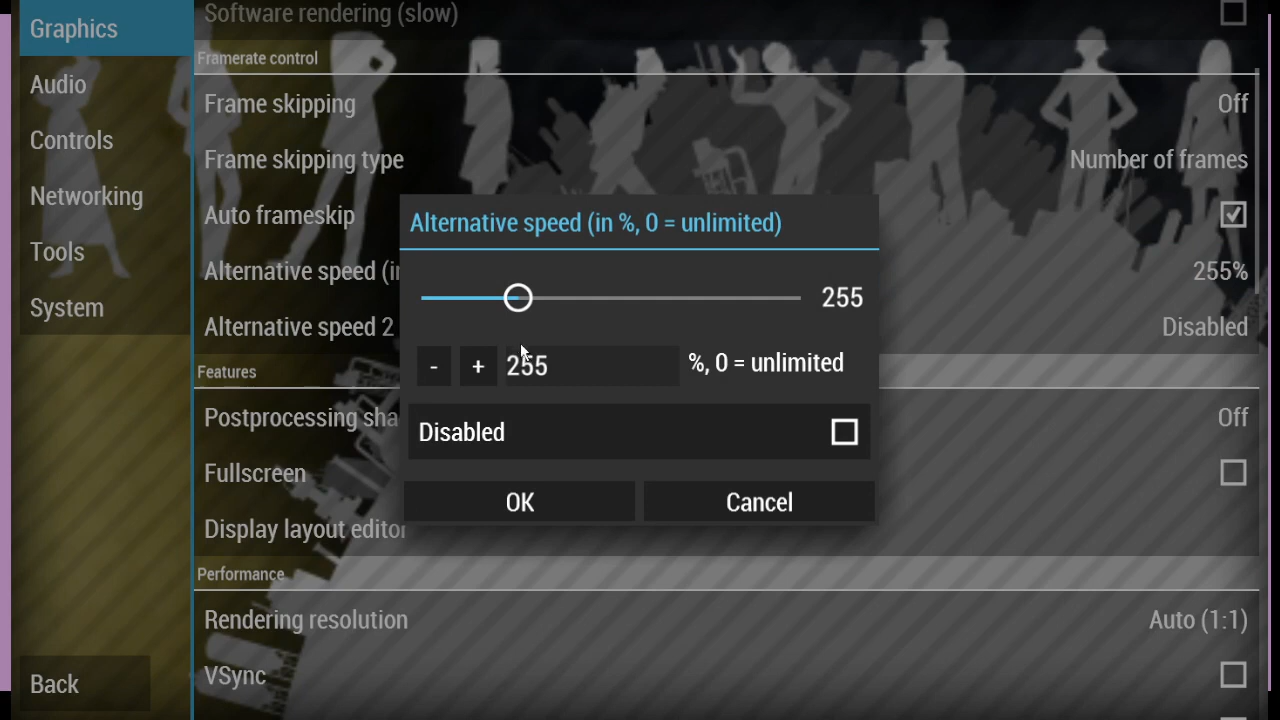 Graphics
Audio
Controls
Networking
Tools
System
Back
Software rendering (slow)
Framerate control
Frame skipping Off
Frame skipping type Number of frames
Auto frameskip
Alternative speed (i 255%
Alternative speed 2 Disabled
Features
Postprocessing sha Off
Fullscreen
Display layout editor
Performance
Rendering resolution Auto (1:1)
VSync
Alternative speed (in %, 0 = unlimited)
255
- + 255 %, 0 = unlimited
Disabled
OK Cancel